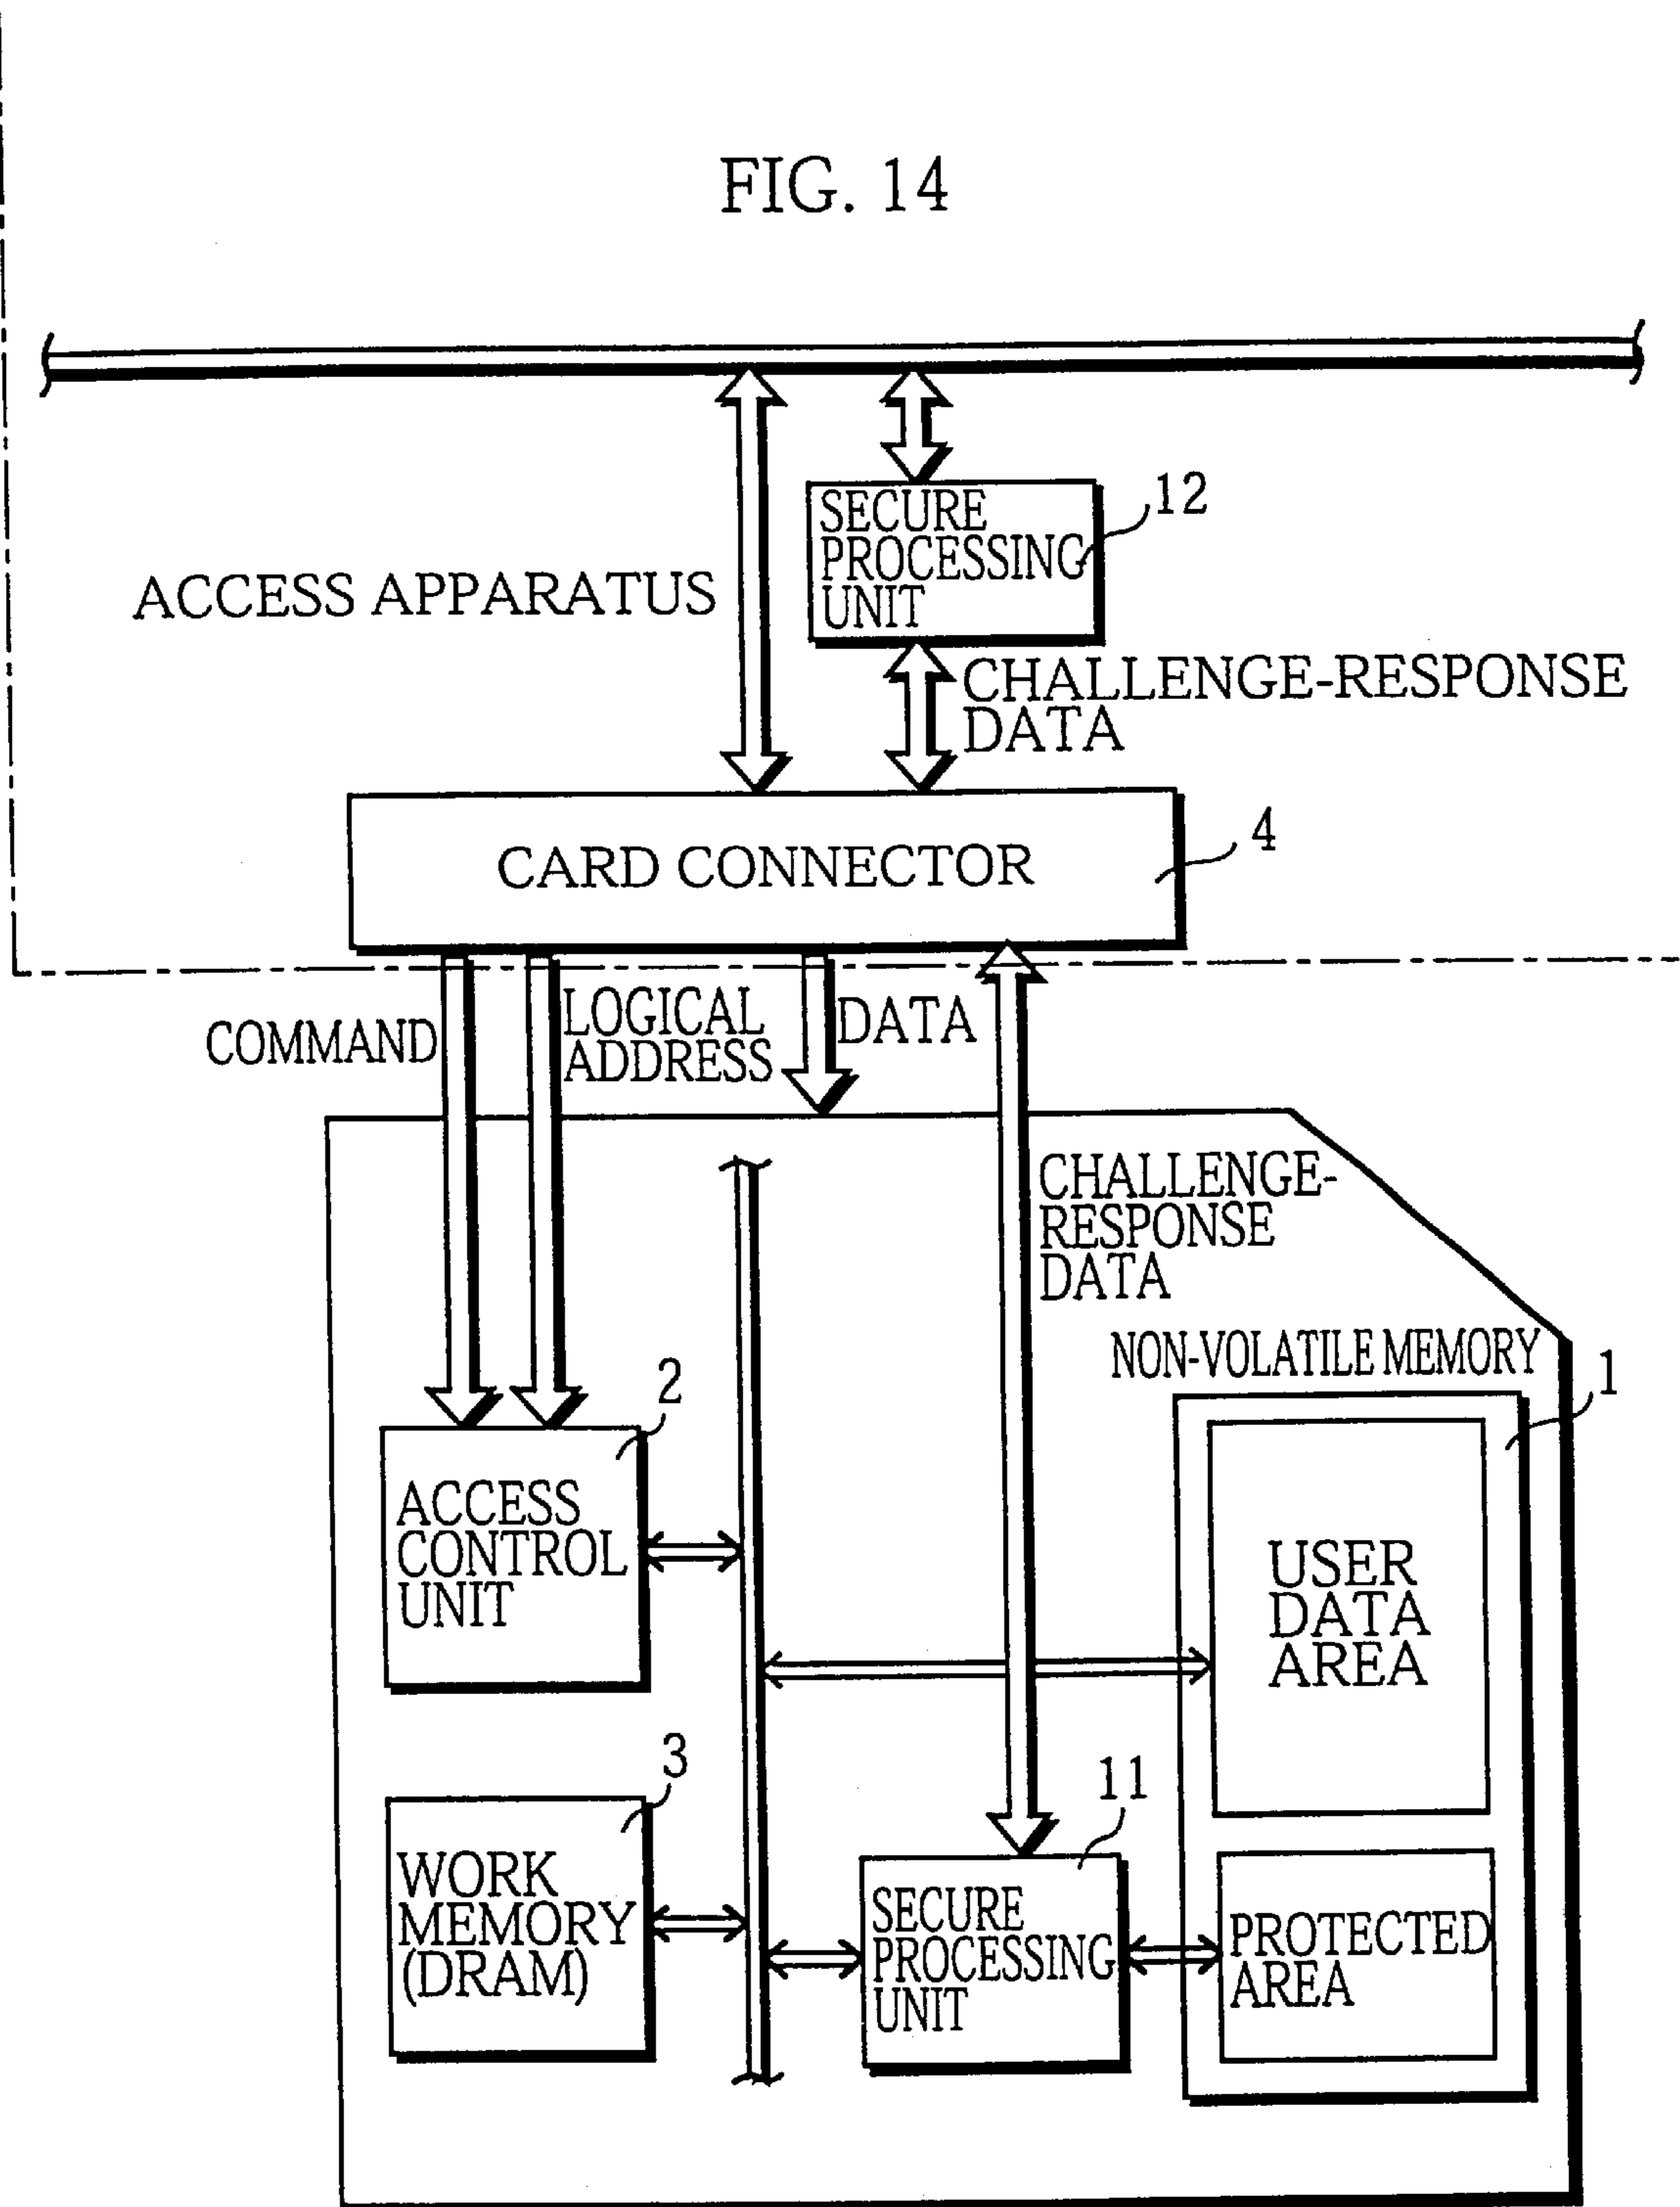 FIG. 14
SECURE
PROCESSING
UNIT
12
ACCESS APPARATUS
CHALLENGE-RESPONSE
DATA
CARD CONNECTOR
4
COMMAND
LOGICAL
ADDRESS
DATA
CHALLENGE-
RESPONSE
DATA
NON-VOLATILE MEMORY
1
2
ACCESS
CONTROL
UNIT
USER
DATA
AREA
3
WORK
MEMORY
(DRAM)
11
SECURE
PROCESSING
UNIT
PROTECTED
AREA